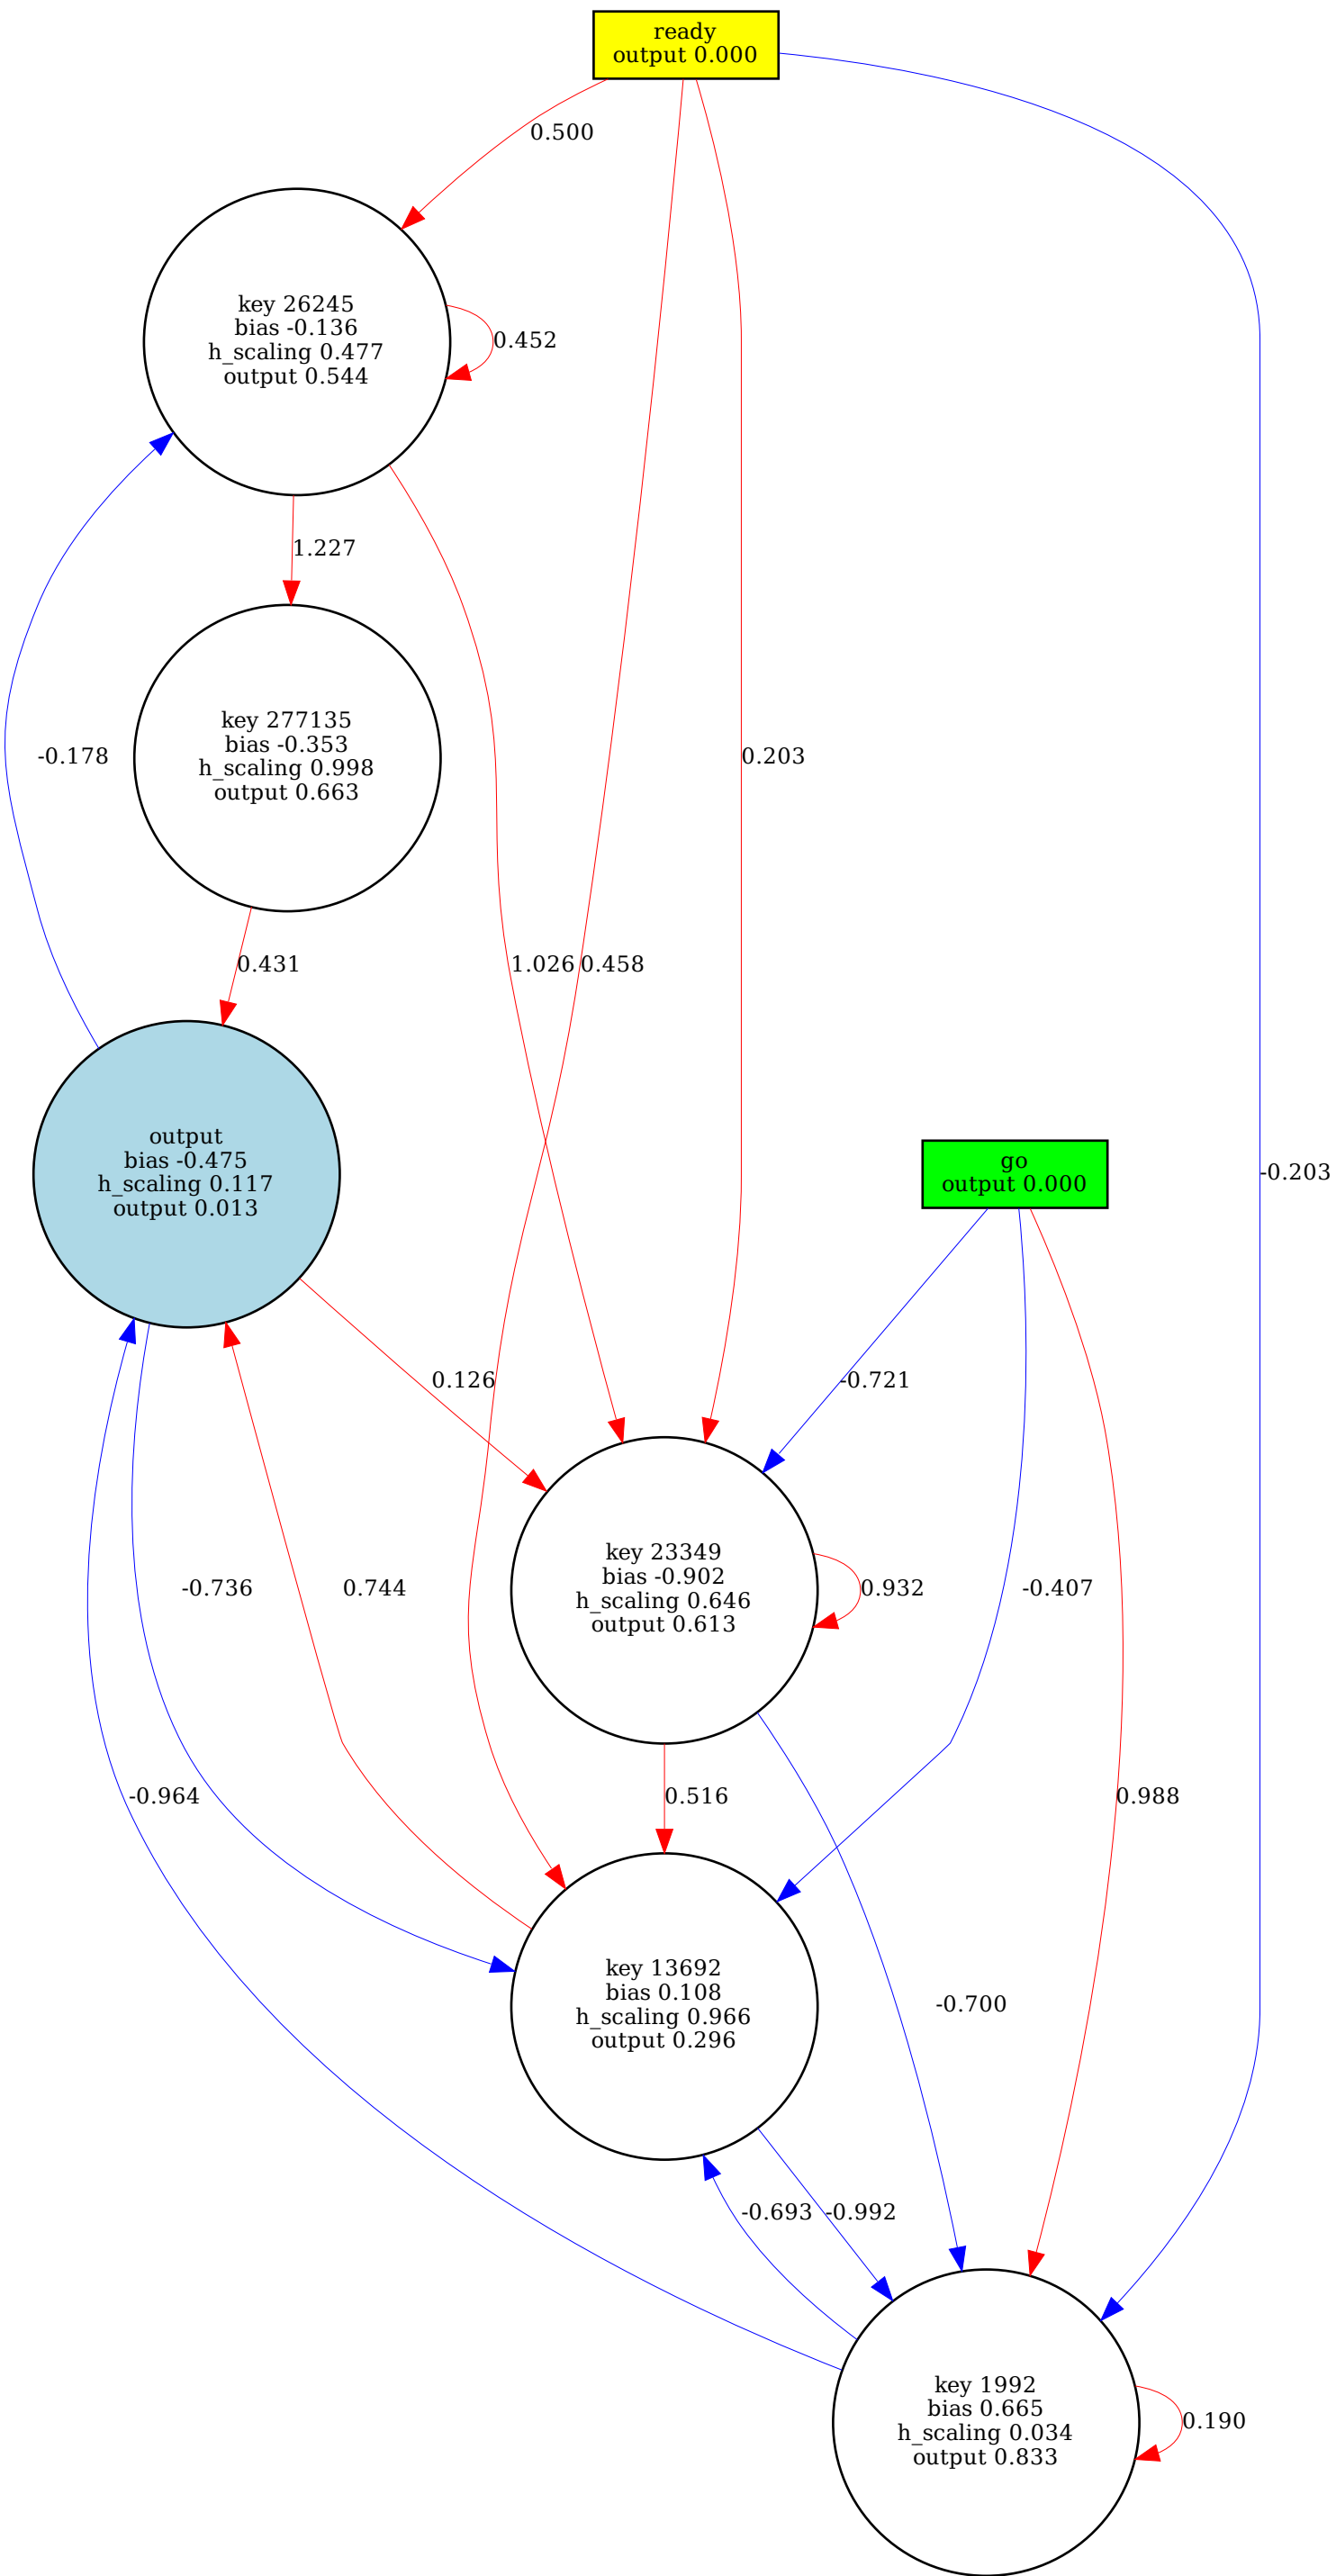 ready
output 0.000
0.500
key 26245
bias -0.136
h_scaling 0.477
output 0.544
0.452
1.227
key 277135
bias -0.353
h_scaling 0.998
output 0.663
-0.178
0.203
0.431
1.026
0.458
output
bias -0.475
h_scaling 0.117
output 0.013
go
output 0.000
-0.203
0.126
-0.721
key 23349
bias -0.902
h_scaling 0.646
output 0.613
0.932
-0.736
0.744
-0.407
-0.964
0.516
0.988
key 13692
bias 0.108
h_scaling 0.966
output 0.296
-0.700
-0.693
-0.992
key 1992
bias 0.665
h_scaling 0.034
output 0.833
0.190